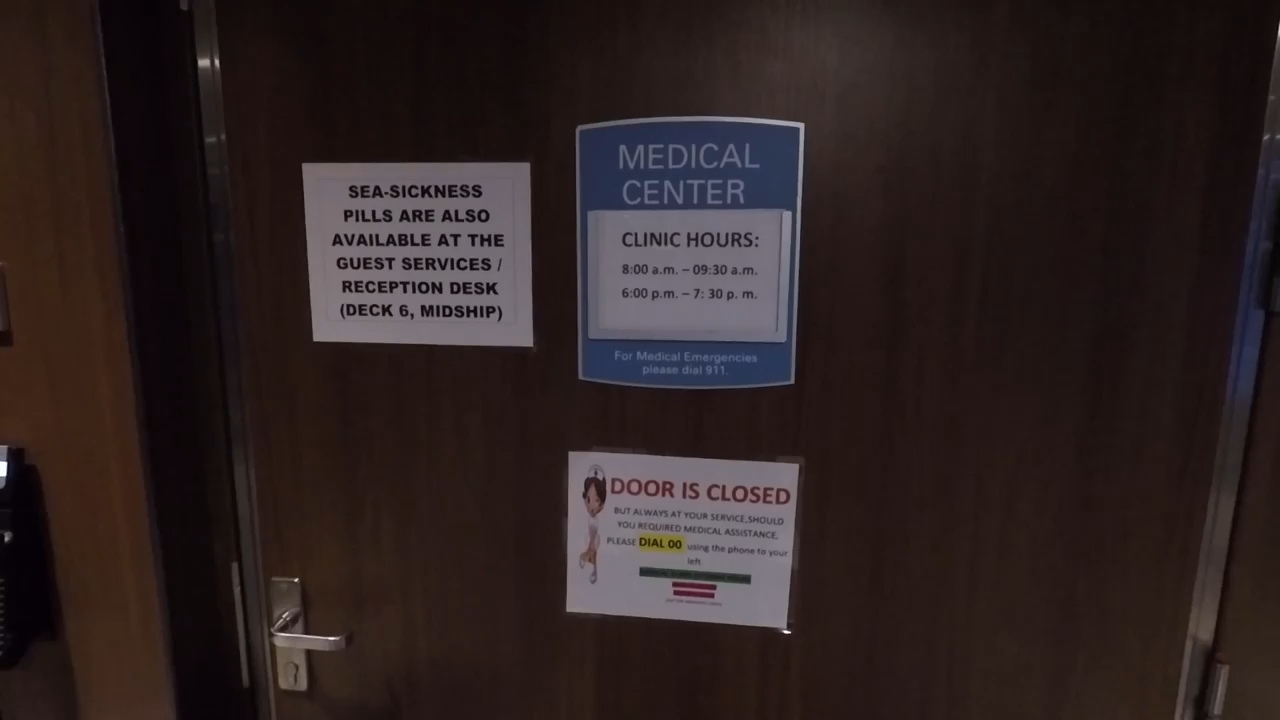 SEA-SICKNESS
PILLS ARE ALSO
AVAILABLE AT THE
GUEST SERVICES /
RECEPTION DESK
(DECK 6, MIDSHIP)
MEDICAL
CENTER
CLINIC HOURS:
8:00 a.m. – 09:30 a.m.
6:00 p.m. – 7: 30 p. m.
For Medical Emergencies
please dial 911.
DOOR IS CLOSED
BUT ALWAYS AT YOUR SERVICE,SHOULD
YOU REQUIRED MEDICAL ASSISTANCE,
PLEASE DIAL 00 using the phone to your
left